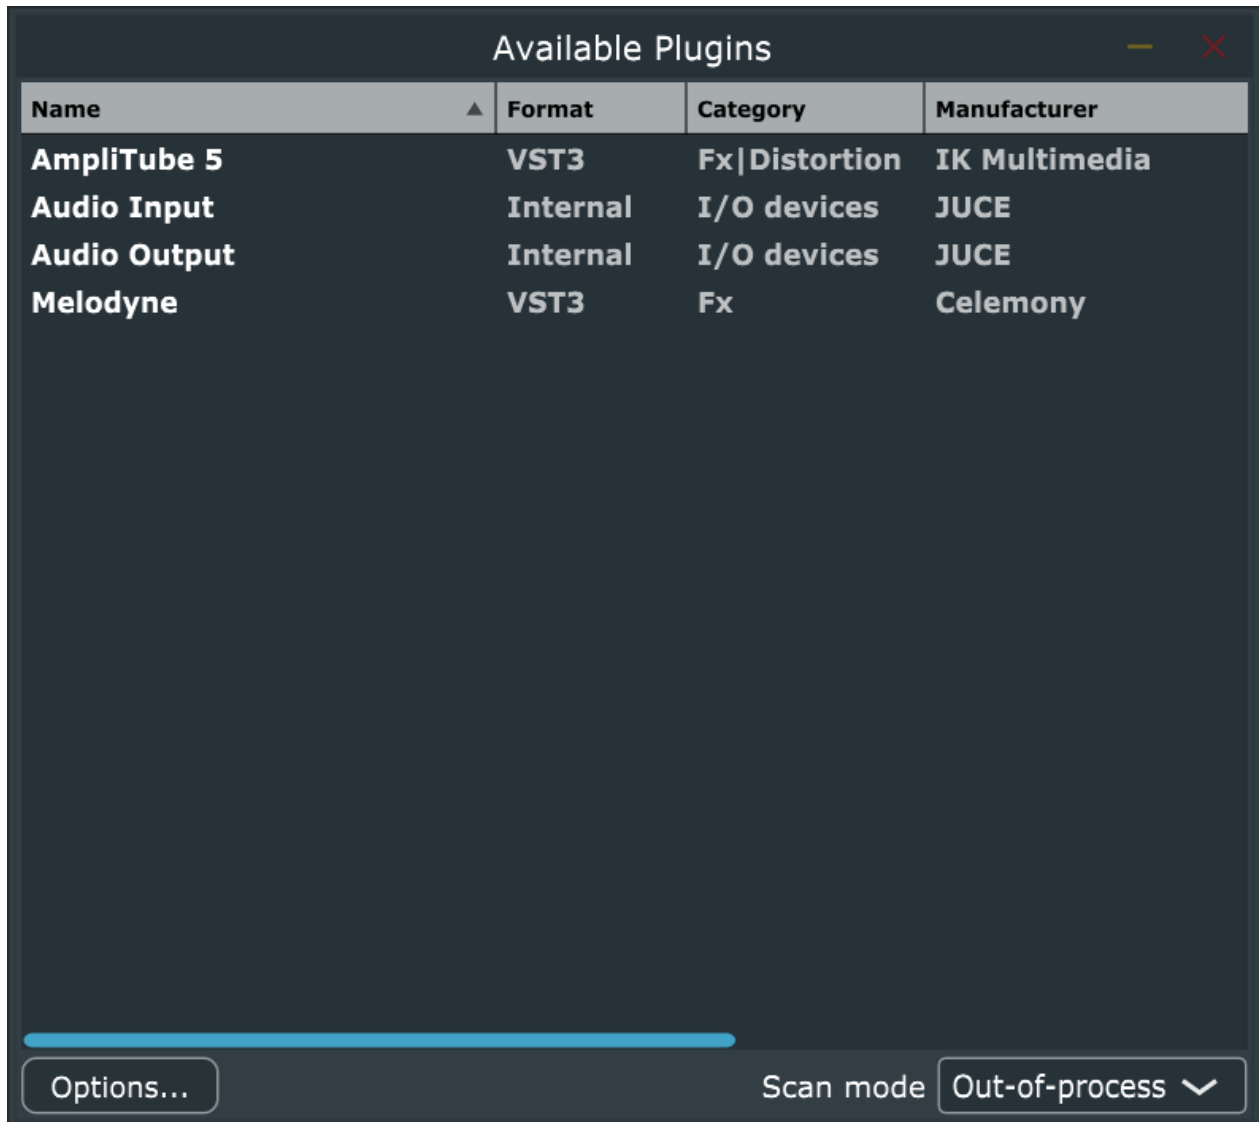 Available Plugins
Name Format Category Manufacturer
AmpliTube 5 VST3 Fx|Distortion IK Multimedia
Audio Input Internal I/O devices JUCE
Audio Output Internal I/O devices JUCE
Melodyne VST3 Fx Celemony
Options... Scan mode Out-of-process